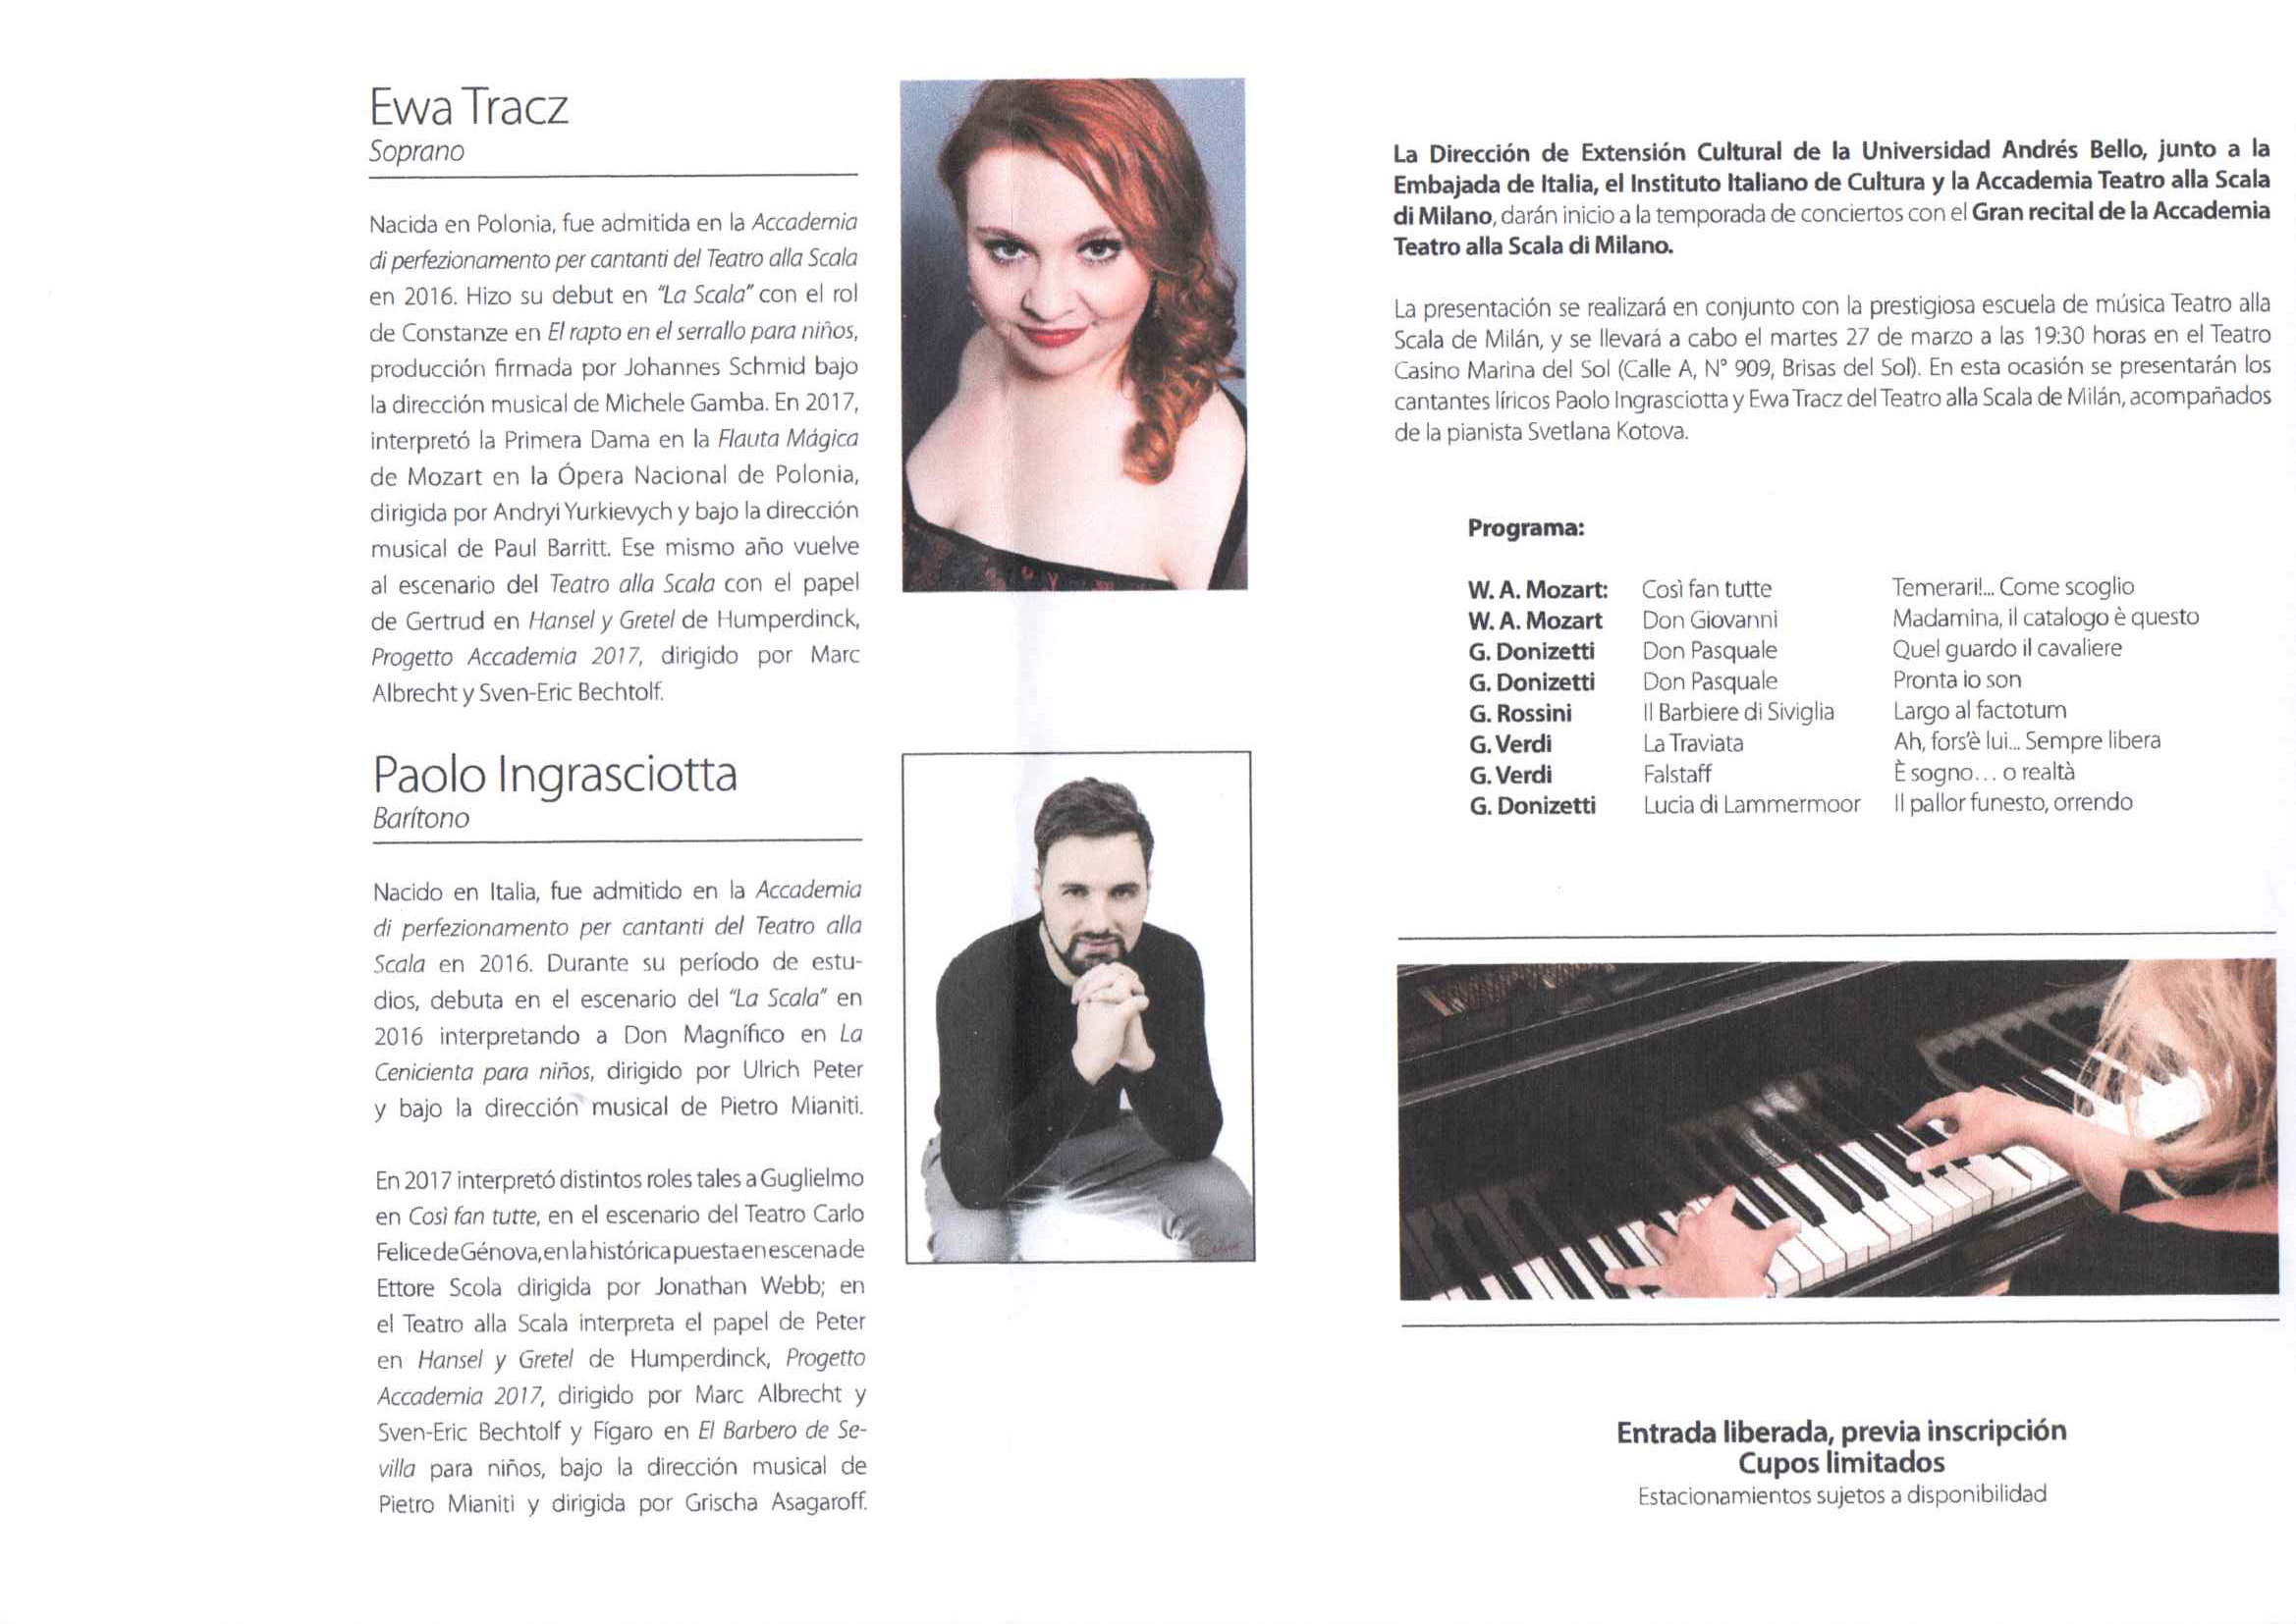 Ewa Tracz
Soprano
Nacida en Polonia, fue admitida en la Accademia
di perfezionamento per cantanti del Teatro alla Scala
en 2016. Hizo su debut en "La Scala" con el rol
de Constanze en El rapto en el serrallo para niños,
producción firmada por Johannes Schmid bajo
la dirección musical de Michele Gamba. En 2017,
interpretó la Primera Dama en la Flauta Mágica
de Mozart en la Ópera Nacional de Polonia,
dirigida por Andryi Yurkievych y bajo la dirección
musical de Paul Barritt. Ese mismo año vuelve
al escenario del Teatro alla Scala con el papel
de Gertrud en Hansel y Gretel de Humperdinck,
Progetto Accademia 2017, dirigido por Marc
Albrecht y Sven-Eric Bechtolf.
Paolo Ingrasciotta
Barítono
Nacido en Italia, fue admitido en la Accademia
di perfezionamento per cantanti del Teatro alla
Scala en 2016. Durante su período de estu-
dios, debuta en el escenario del "La Scala" en
2016 interpretando a Don Magnífico en La
Cenicienta para niños, dirigido por Ulrich Peter
y bajo la dirección musical de Pietro Mianiti.
En 2017 interpretó distintos roles tales a Guglielmo
en Così fan tutte, en el escenario del Teatro Carlo
Felice de Génova, en la histórica puesta en escena de
Ettore Scola dirigida por Jonathan Webb; en
el Teatro alla Scala interpreta el papel de Peter
en Hansel y Gretel de Humperdinck, Progetto
Accademia 2017, dirigido por Marc Albrecht y
Sven-Eric Bechtolf y Fígaro en El Barbero de Se-
villa para niños, bajo la dirección musical de
Pietro Mianiti y dirigida por Grischa Asagaroff.
La Dirección de Extensión Cultural de la Universidad Andrés Bello, junto a la
Embajada de Italia, el Instituto Italiano de Cultura y la Accademia Teatro alla Scala
di Milano, darán inicio a la temporada de conciertos con el Gran recital de la Accademia
Teatro alla Scala di Milano.
La presentación se realizará en conjunto con la prestigiosa escuela de música Teatro alla
Scala de Milán, y se llevará a cabo el martes 27 de marzo a las 19:30 horas en el Teatro
Casino Marina del Sol (Calle A, N° 909, Brisas del Sol). En esta ocasión se presentarán los
cantantes líricos Paolo Ingrasciotta y Ewa Tracz del Teatro alla Scala de Milán, acompañados
de la pianista Svetlana Kotova.
Programa:
W. A. Mozart: Così fan tutte Temerari!... Come scoglio
W. A. Mozart Don Giovanni Madamina, il catalogo è questo
G. Donizetti Don Pasquale Quel guardo il cavaliere
G. Donizetti Don Pasquale Pronta io son
G. Rossini Il Barbiere di Siviglia Largo al factotum
G. Verdi La Traviata Ah, fors'è lui... Sempre libera
G. Verdi Falstaff È sogno... o realtà
G. Donizetti Lucia di Lammermoor Il pallor funesto, orrendo
Entrada liberada, previa inscripción
Cupos limitados
Estacionamientos sujetos a disponibilidad